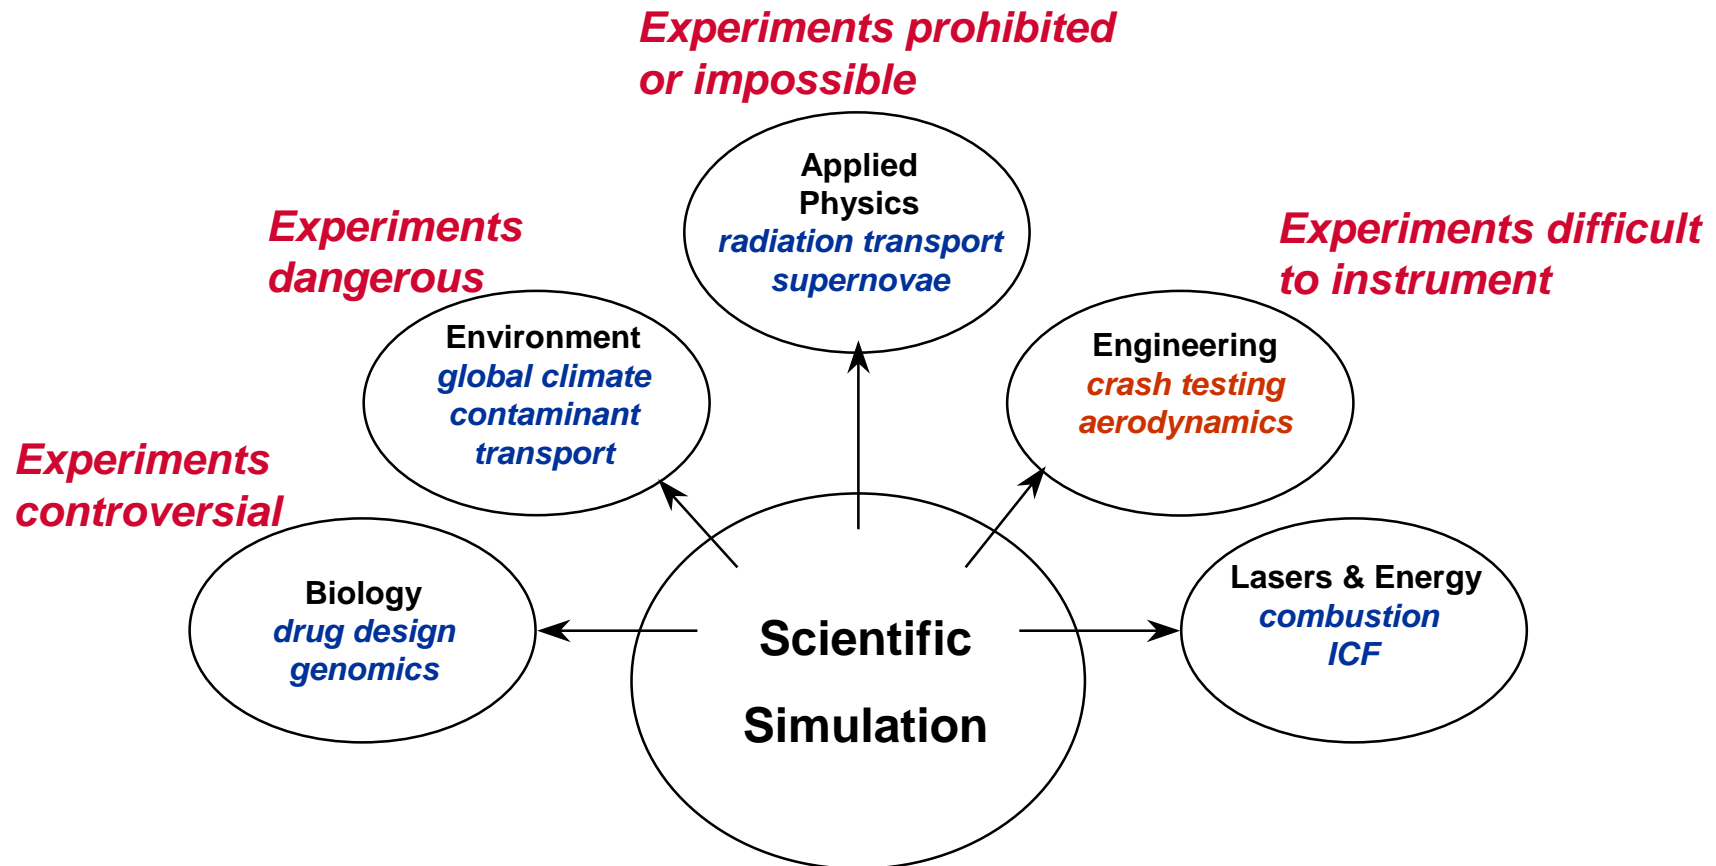 Experiments prohibited
or impossible
Applied
Physics
radiation transport
supernovae
Experiments
dangerous
Environment
global climate
contaminant
transport
Experiments difficult
to instrument
Engineering
crash testing
aerodynamics
Experiments
controversial
Biology
drug design
genomics
Scientific
Simulation
Lasers & Energy
combustion
ICF